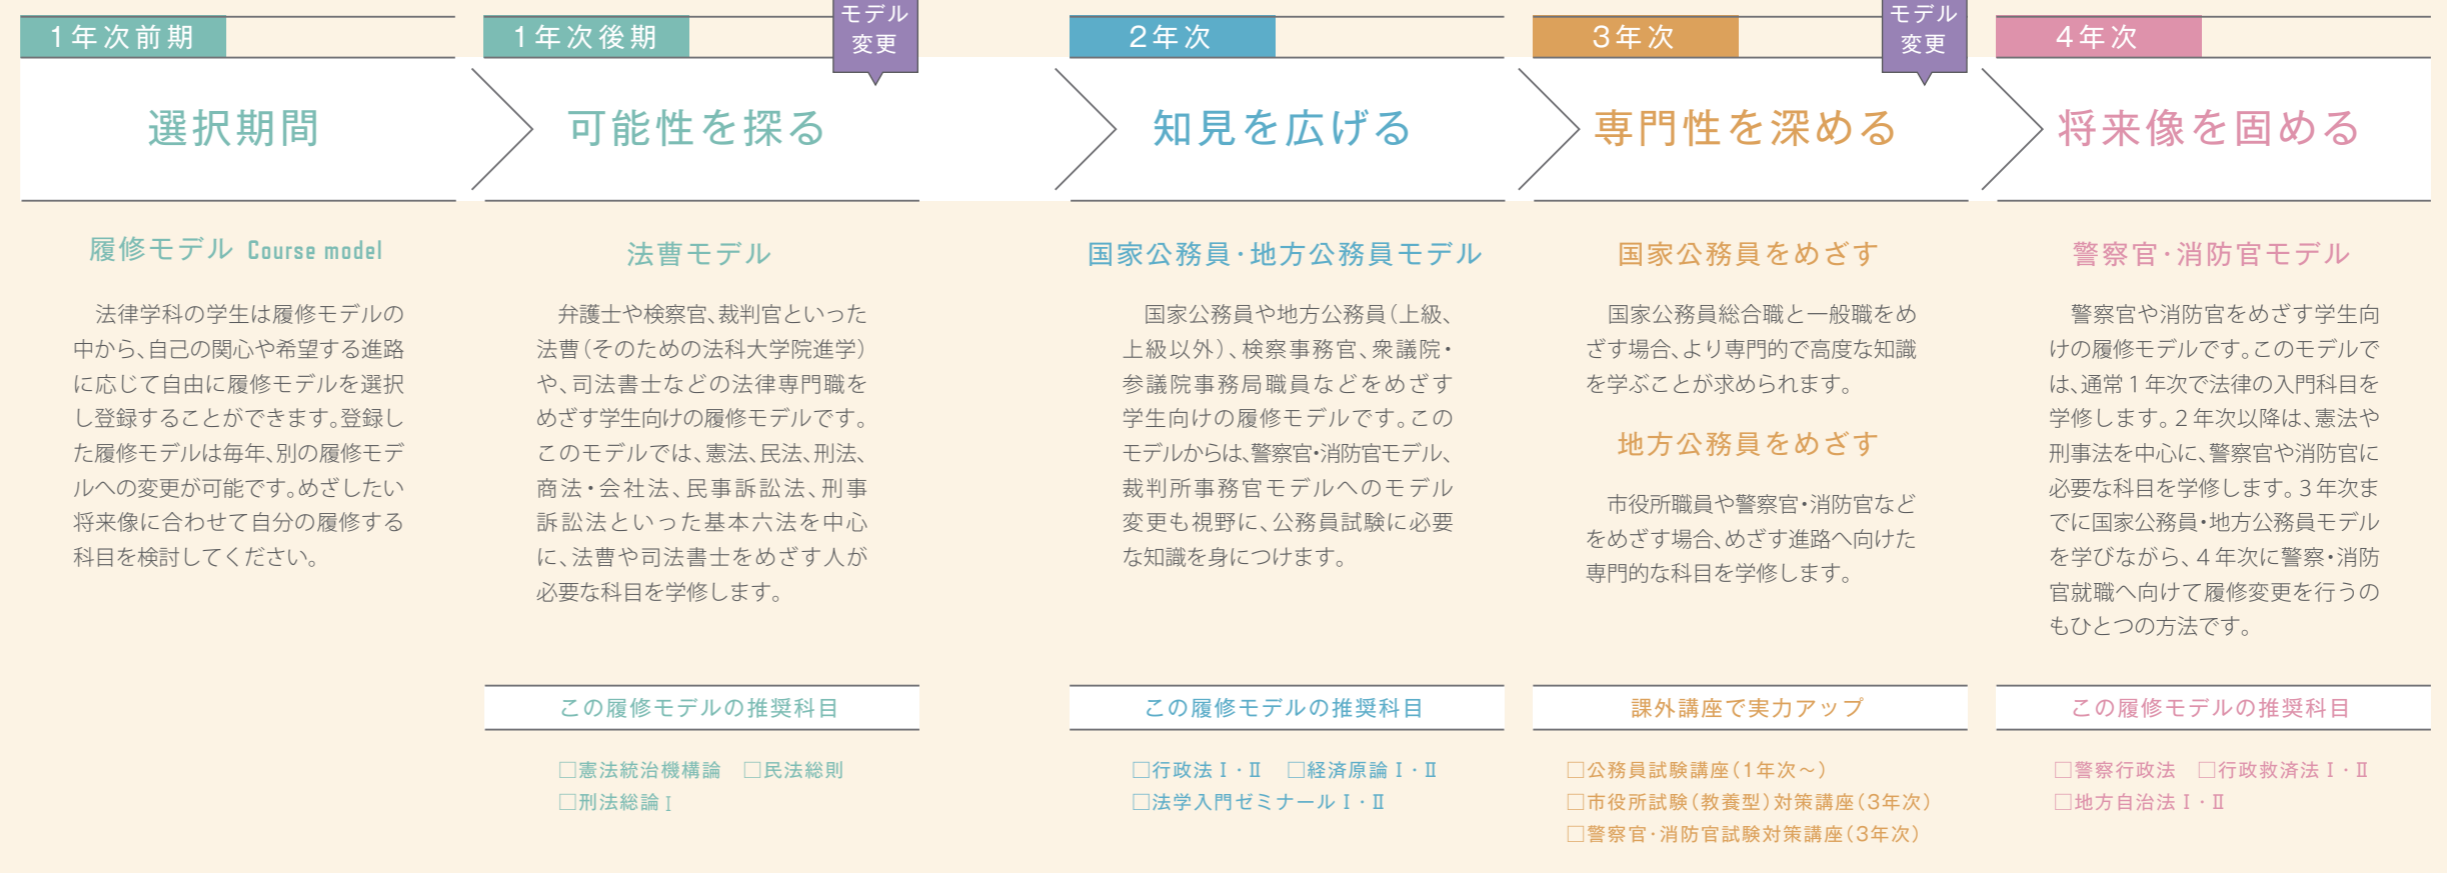 1年次前期
選択期間
履修モデル Course model
法律学科の学生は履修モデルの
中から、自己の関心や希望する進路
に応じて自由に履修モデルを選択
し登録することができます。登録し
た履修モデルは毎年、別の履修モデ
ルへの変更が可能です。めざしたい
将来像に合わせて自分の履修する
科目を検討してください。
1年次後期
モデル
変更
可能性を探る
法曹モデル
弁護士や検察官、裁判官といった
法曹（そのための法科大学院進学）
や、司法書士などの法律専門職を
めざす学生向けの履修モデルです。
このモデルでは、憲法、民法、刑法、
商法・会社法、民事訴訟法、刑事
訴訟法といった基本六法を中心
に、法曹や司法書士をめざす人が
必要な科目を学修します。
この履修モデルの推奨科目
□憲法統治機構論　□民法総則
□刑法総論Ⅰ
2年次
知見を広げる
国家公務員・地方公務員モデル
国家公務員や地方公務員（上級、
上級以外）、検察事務官、衆議院・
参議院事務局職員などをめざす
学生向けの履修モデルです。この
モデルからは、警察官・消防官モデル、
裁判所事務官モデルへのモデル
変更も視野に、公務員試験に必要
な知識を身につけます。
この履修モデルの推奨科目
□行政法Ⅰ・Ⅱ　□経済原論Ⅰ・Ⅱ
□法学入門ゼミナールⅠ・Ⅱ
3年次
モデル
変更
専門性を深める
国家公務員をめざす
国家公務員総合職と一般職をめ
ざす場合、より専門的で高度な知識
を学ぶことが求められます。
地方公務員をめざす
市役所職員や警察官・消防官など
をめざす場合、めざす進路へ向けた
専門的な科目を学修します。
課外講座で実力アップ
□公務員試験講座（1年次～）
□市役所試験（教養型）対策講座（3年次）
□警察官・消防官試験対策講座（3年次）
4年次
将来像を固める
警察官・消防官モデル
警察官や消防官をめざす学生向
けの履修モデルです。このモデルで
は、通常1年次で法律の入門科目を
学修します。2年次以降は、憲法や
刑事法を中心に、警察官や消防官に
必要な科目を学修します。3年次ま
でに国家公務員・地方公務員モデル
を学びながら、4年次に警察・消防
官就職へ向けて履修変更を行うの
もひとつの方法です。
この履修モデルの推奨科目
□警察行政法　□行政救済法Ⅰ・Ⅱ
□地方自治法Ⅰ・Ⅱ